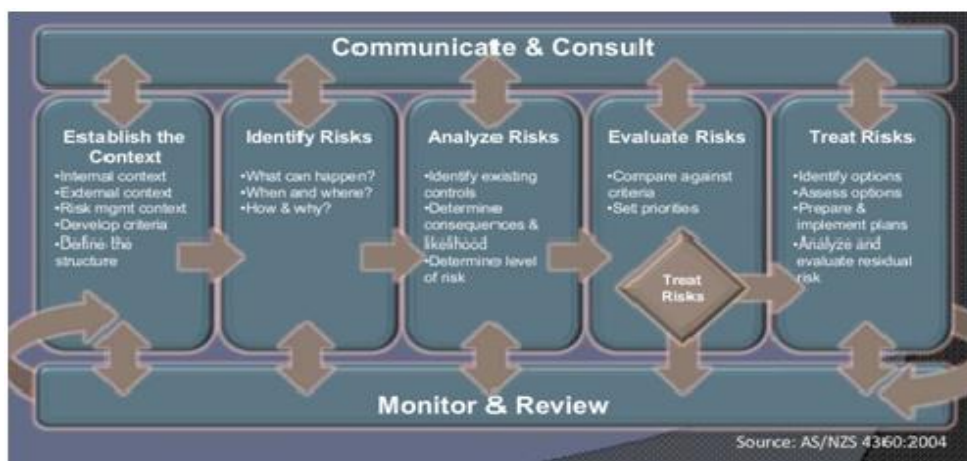 Communicate & Consult
Establish the
Context
•Internal context
•External context
•Risk mgmt context
•Develop criteria
•Define the
structure
Identify Risks
•What can happen?
•When and where?
•How & why?
Analyze Risks
•Identify existing
controls
•Determine
consequences &
likelihood
•Determine level
of risk
Evaluate Risks
•Compare against
criteria
•Set priorities
Treat
Risks
Treat Risks
•Identify options
•Assess options
•Prepare &
implement plans
•Analyze and
evaluate residual
risk
Monitor & Review
Source: AS/NZS 4360:2004